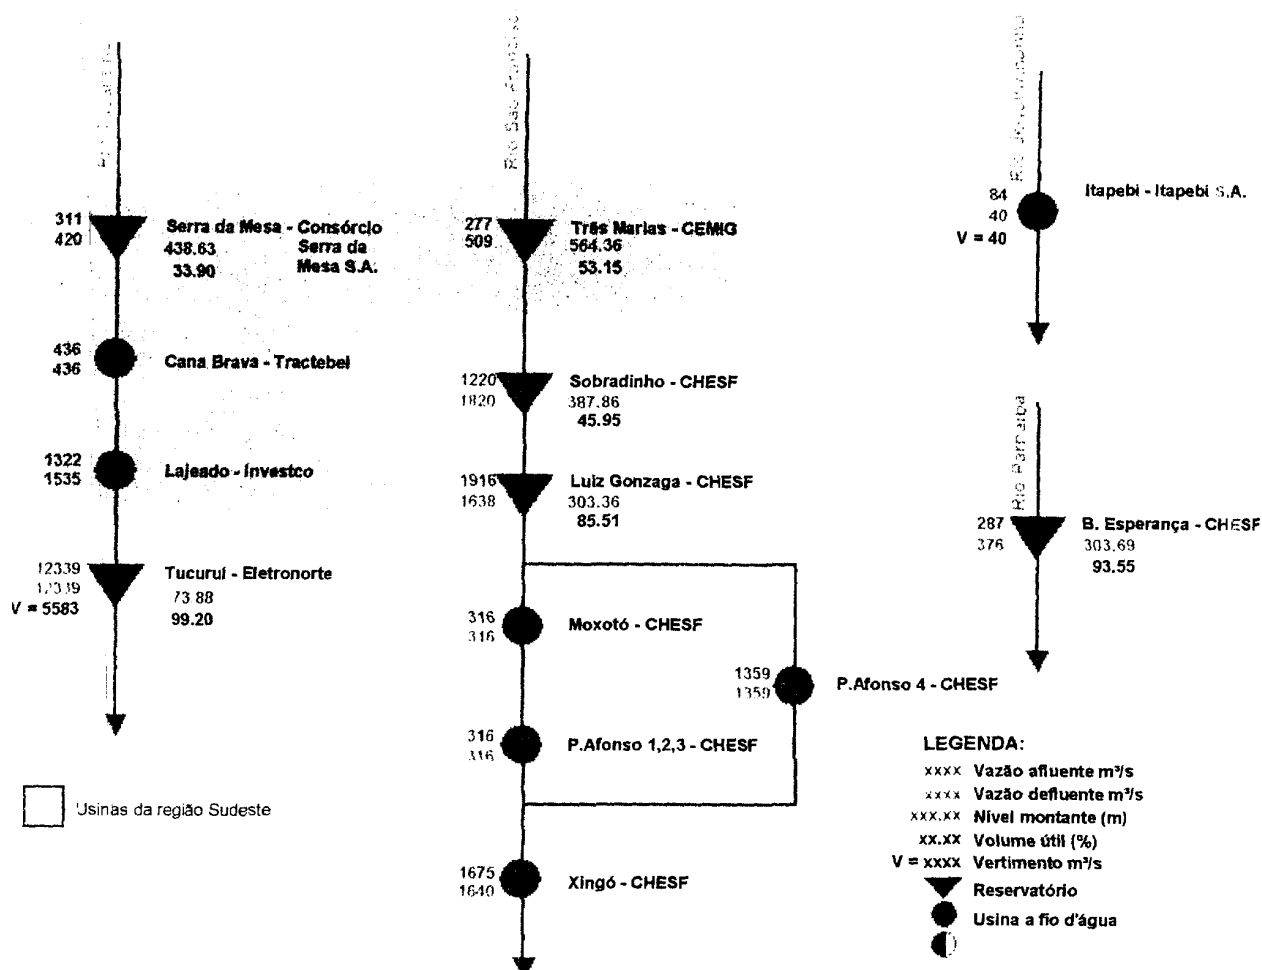 Rio São Francisco
311
420
Serra da Mesa - Consórcio
438.63 Serra da
33.90 Mesa S.A.
436
436
Cana Brava - Tractebel
1322
1535
Lajeado - Investco
12339
12339
V = 5583
Tucuruí - Eletronorte
73.88
99.20
Usinas da região Sudeste
277
509
Três Marias - CEMIG
564.36
53.15
1220
1820
Sobradinho - CHESF
387.86
45.95
1916
1638
Luiz Gonzaga - CHESF
303.36
85.51
316
316
Moxotó - CHESF
1359
1359
P.Afonso 4 - CHESF
316
316
P.Afonso 1,2,3 - CHESF
1675
1640
Xingó - CHESF
Rio Jequitinhonha
84
40
V = 40
Itapebi - Itapebi S.A.
Rio Parnaíba
287
376
B. Esperança - CHESF
303.69
93.55
LEGENDA:
xxxx Vazão afluente m³/s
xxxx Vazão defluente m³/s
xxx.xx Nível montante (m)
xx.xx Volume útil (%)
V = xxxx Vertimento m³/s
Reservatório
Usina a fio d'água